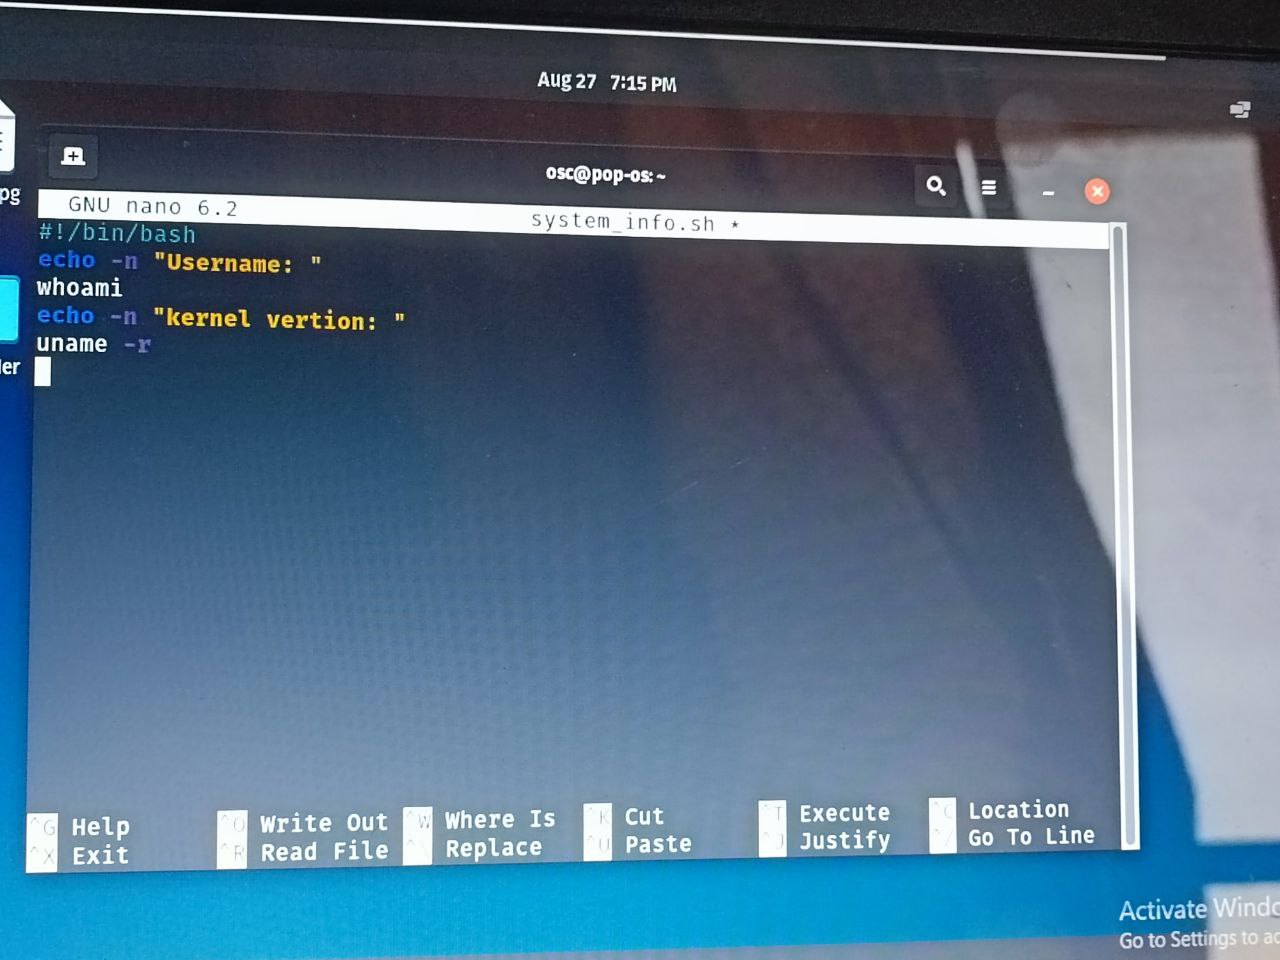 Aug 27 7:15 PM
pg
osc@pop-os: ~
GNU nano 6.2 system_info.sh *
#!/bin/bash
echo -n "Username: "
whoami
echo -n "kernel vertion: "
uname -r
der
^G Help ^O Write Out ^W Where Is ^K Cut ^T Execute ^C Location
^X Exit ^R Read File ^\ Replace ^U Paste ^J Justify ^/ Go To Line
Activate Windo
Go to Settings to ac